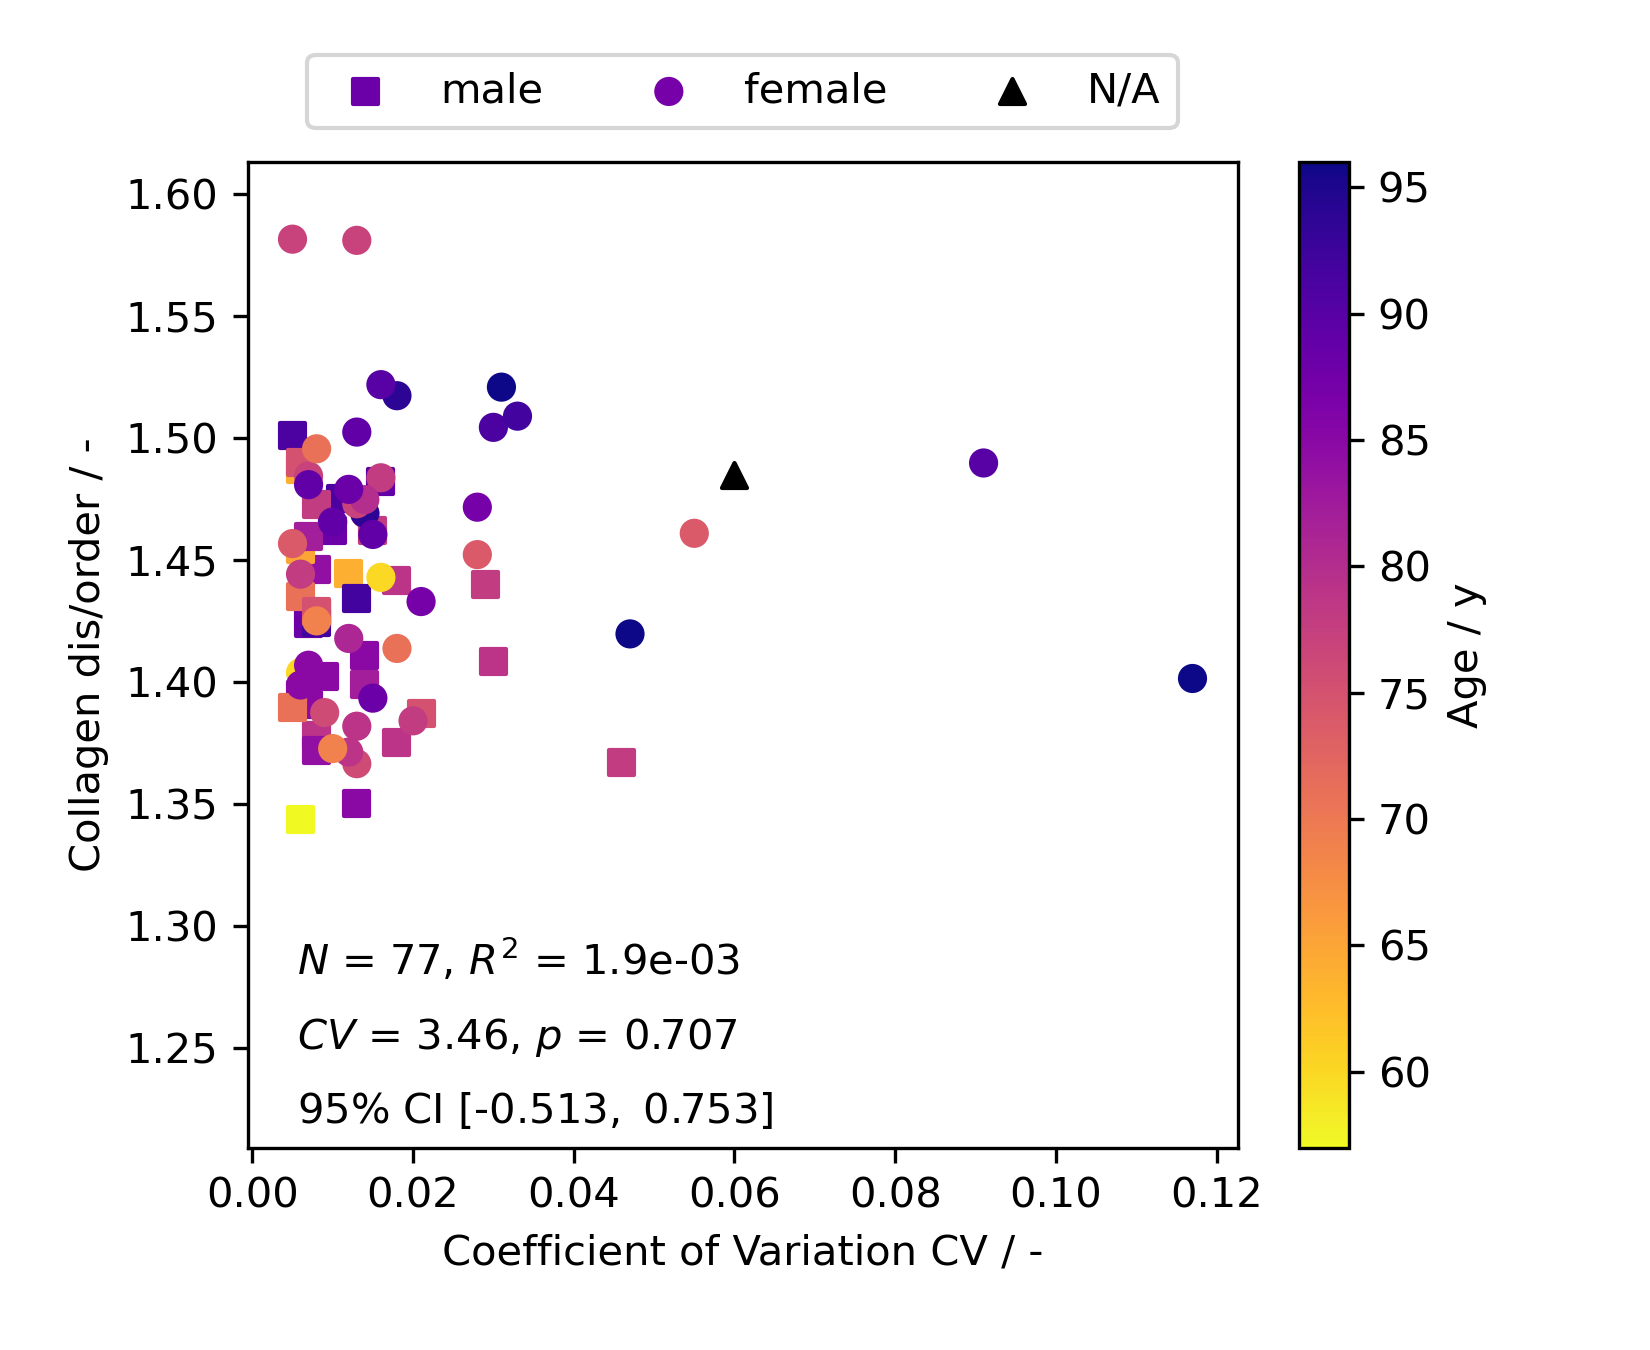 male female N/A
1.60
1.55
1.50
1.45
1.40
1.35
1.30
1.25
Collagen dis/order / -
N = 77, R² = 1.9e-03
CV = 3.46, p = 0.707
95% CI [-0.513, 0.753]
0.00 0.02 0.04 0.06 0.08 0.10 0.12
Coefficient of Variation CV / -
95
90
85
80
75
70
65
60
Age / y